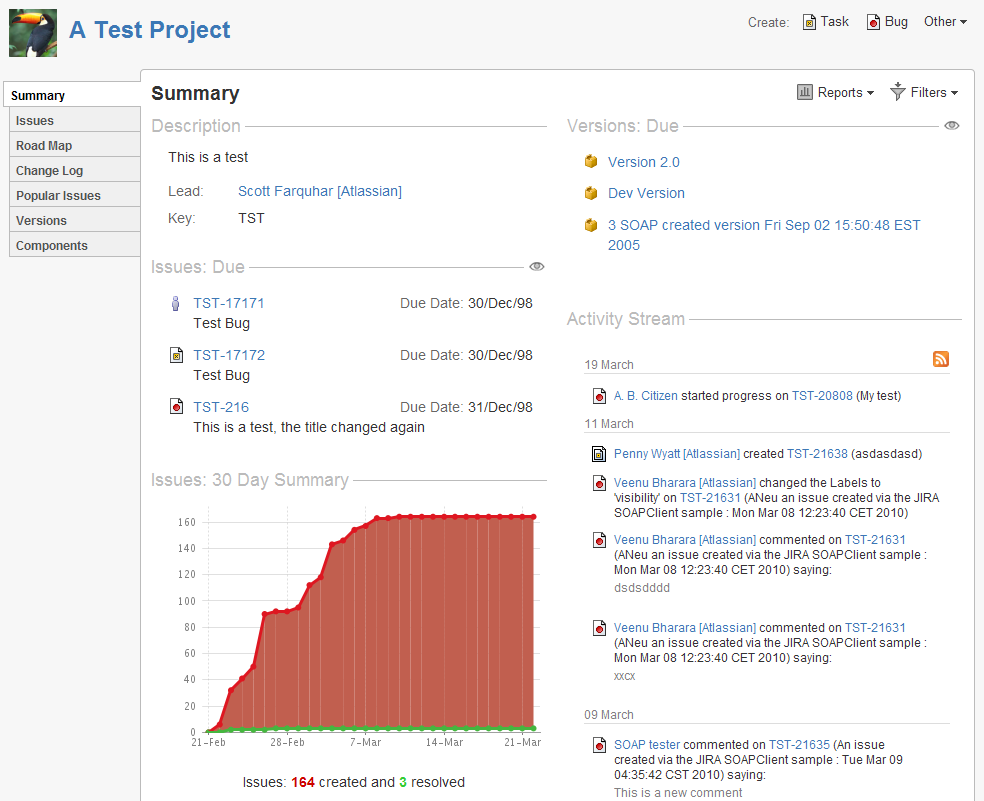 A Test Project
Create: Task Bug Other
Summary
Issues
Road Map
Change Log
Popular Issues
Versions
Components
Summary
Reports Filters
Description
This is a test
Lead: Scott Farquhar [Atlassian]
Key: TST
Issues: Due
TST-17171 Due Date: 30/Dec/98
Test Bug
TST-17172 Due Date: 30/Dec/98
Test Bug
TST-216 Due Date: 31/Dec/98
This is a test, the title changed again
Issues: 30 Day Summary
160
140
120
100
80
60
40
20
0
21-Feb 28-Feb 7-Mar 14-Mar 21-Mar
Issues: 164 created and 3 resolved
Versions: Due
Version 2.0
Dev Version
3 SOAP created version Fri Sep 02 15:50:48 EST
2005
Activity Stream
19 March
A. B. Citizen started progress on TST-20808 (My test)
11 March
Penny Wyatt [Atlassian] created TST-21638 (asdasdasd)
Veenu Bharara [Atlassian] changed the Labels to
'visibility' on TST-21631 (ANeu an issue created via the JIRA
SOAPClient sample : Mon Mar 08 12:23:40 CET 2010)
Veenu Bharara [Atlassian] commented on TST-21631
(ANeu an issue created via the JIRA SOAPClient sample :
Mon Mar 08 12:23:40 CET 2010) saying:
dsdsdddd
Veenu Bharara [Atlassian] commented on TST-21631
(ANeu an issue created via the JIRA SOAPClient sample :
Mon Mar 08 12:23:40 CET 2010) saying:
xxcx
09 March
SOAP tester commented on TST-21635 (An issue
created via the JIRA SOAPClient sample : Tue Mar 09
04:35:42 CST 2010) saying:
This is a new comment